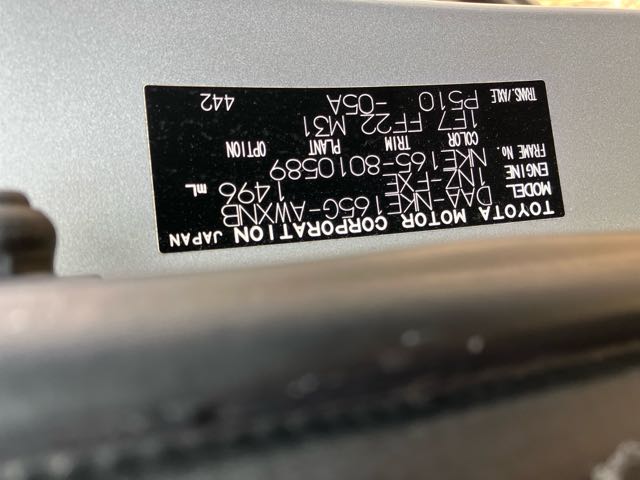 TOYOTA MOTOR CORPORATION JAPAN
MODEL DAA-NKE165G-AWXNB
ENGINE 1NZ-FXE 1496 mL
FRAME No. NKE165-8010589
COLOR TRIM PLANT OPTION
1E7 FF22 M31
TRANS./AXLE P510 -05A 442